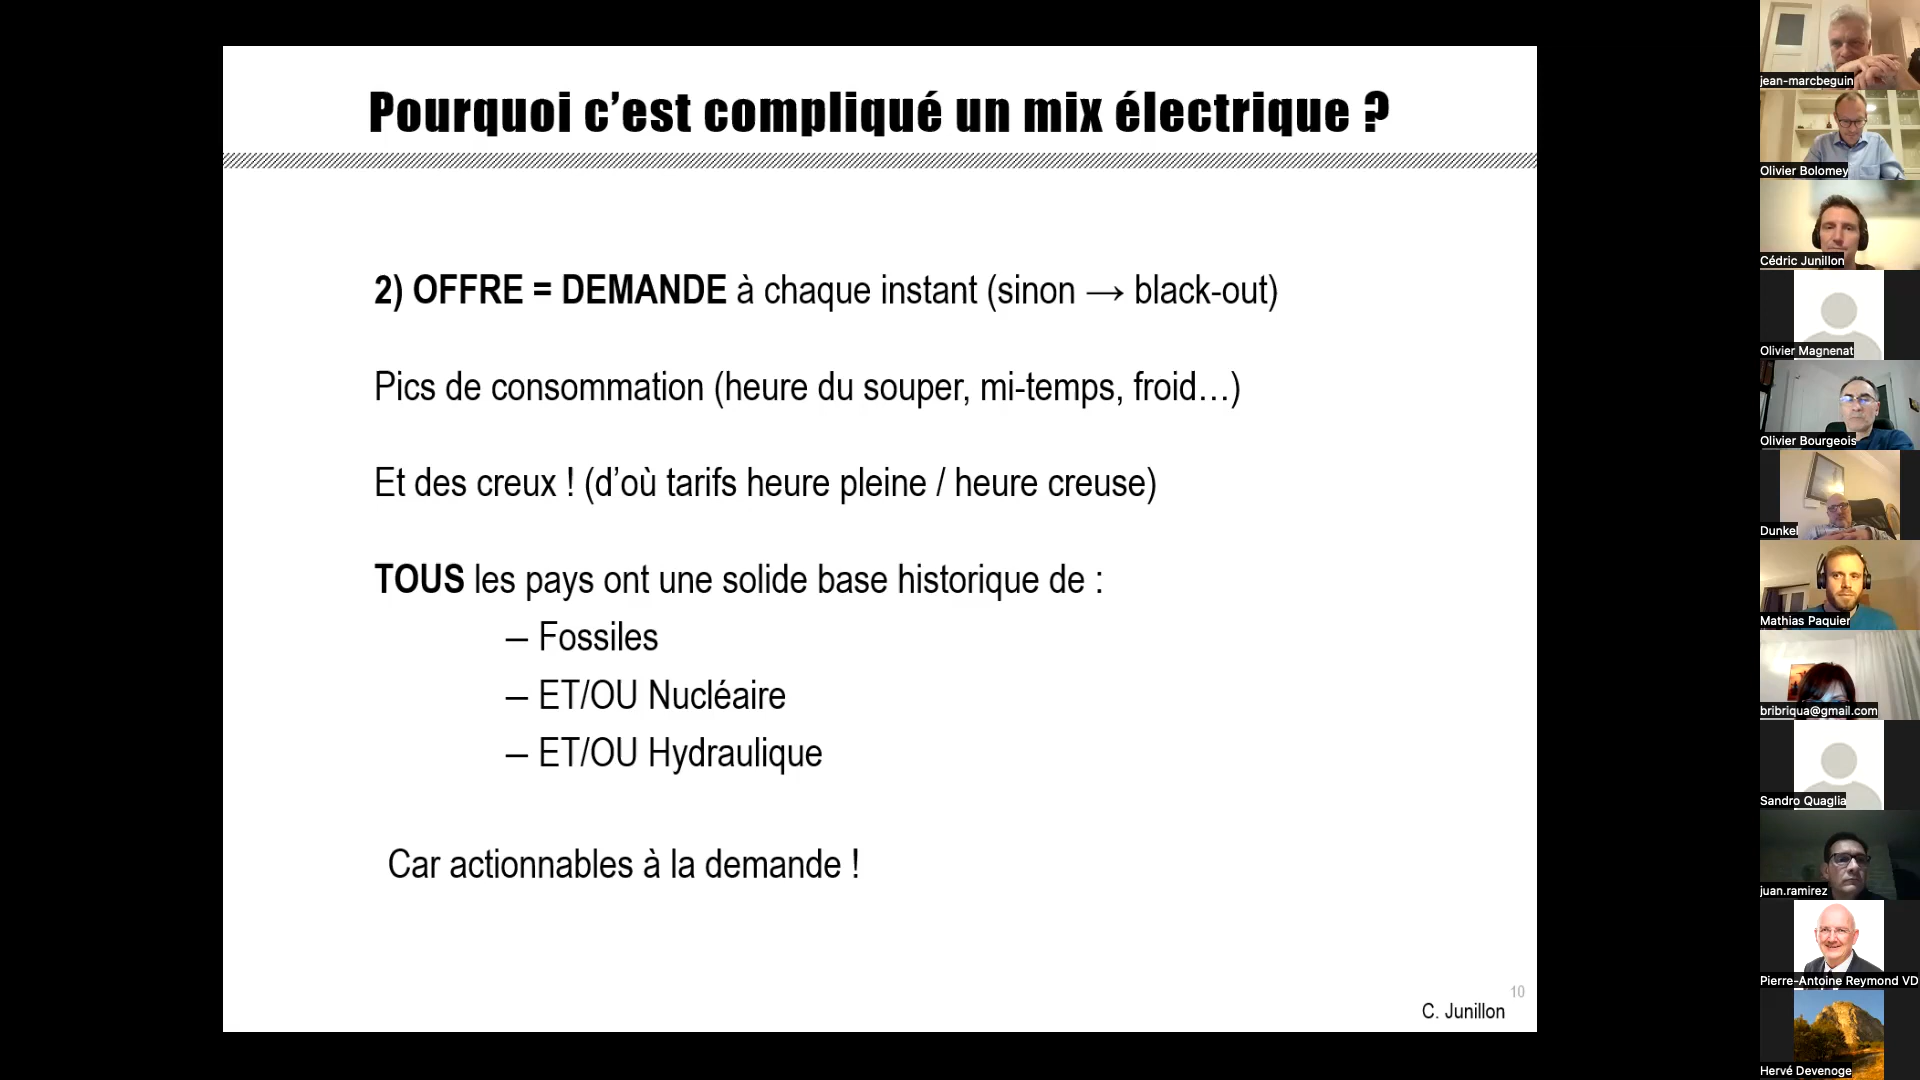 Pourquoi c’est compliqué un mix électrique ?
2) OFFRE = DEMANDE à chaque instant (sinon → black-out)
Pics de consommation (heure du souper, mi-temps, froid…)
Et des creux ! (d’où tarifs heure pleine / heure creuse)
TOUS les pays ont une solide base historique de :
– Fossiles
– ET/OU Nucléaire
– ET/OU Hydraulique
Car actionnables à la demande !
10
C. Junillon
jean-marcbeguin
Olivier Bolomey
Cédric Junillon
Olivier Magnenat
Olivier Bourgeois
Dunkel
Mathias Paquier
bribriqua@gmail.com
Sandro Quaglia
juan.ramirez
Pierre-Antoine Reymond VD
Hervé Devenoge